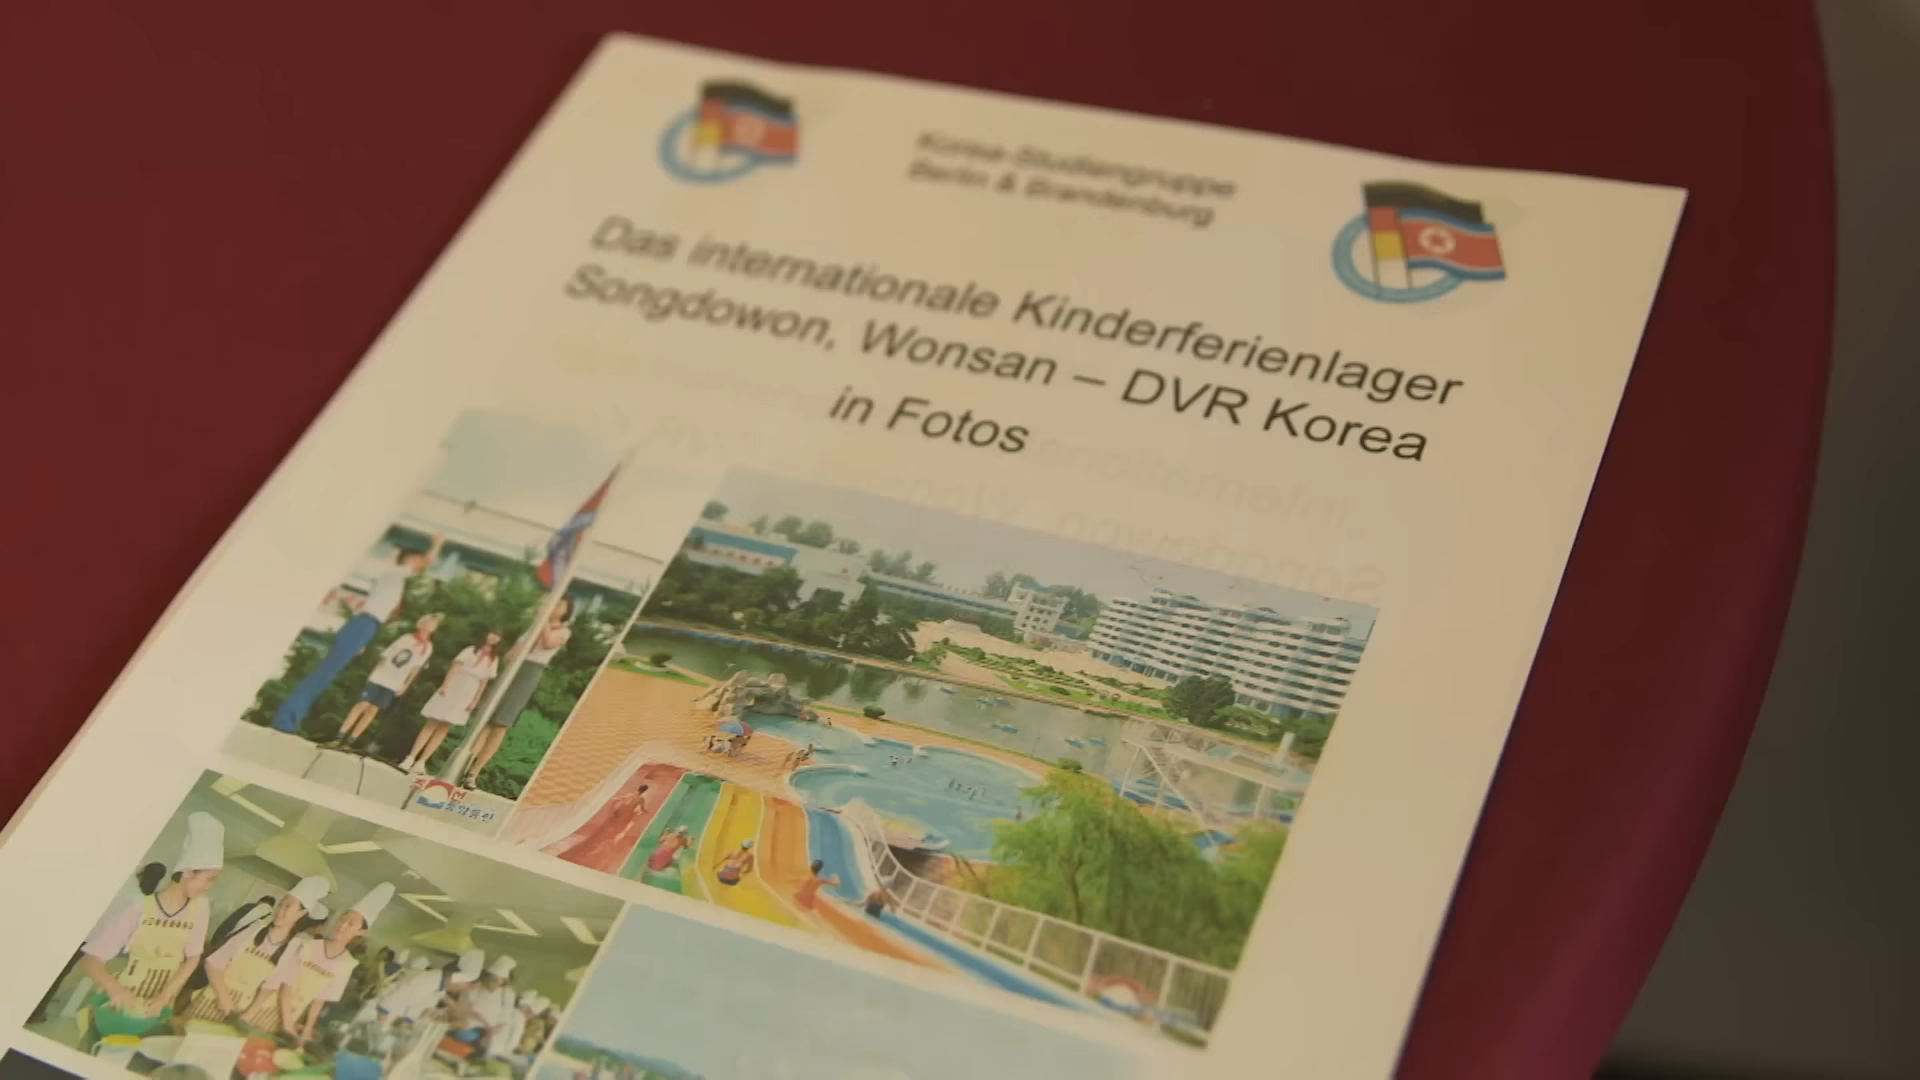 Korea-Studiengruppe
Berlin & Brandenburg
Das internationale Kinderferienlager
Songdowon, Wonsan – DVR Korea
in Fotos